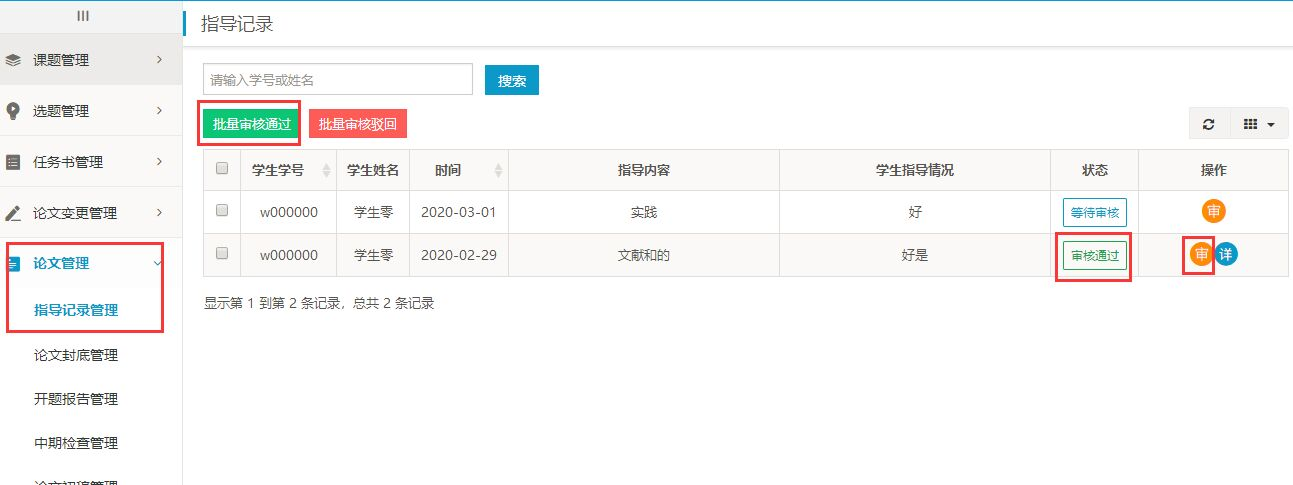 指导记录
课题管理
选题管理
任务书管理
论文变更管理
论文管理
指导记录管理
论文封底管理
开题报告管理
中期检查管理
请输入学号或姓名
搜索
批量审核通过 批量审核驳回
学生学号 学生姓名 时间 指导内容 学生指导情况 状态 操作
w000000 学生零 2020-03-01 实践 好 等待审核 审
w000000 学生零 2020-02-29 文献和的 好是 审核通过 审 详
显示第 1 到第 2 条记录，总共 2 条记录